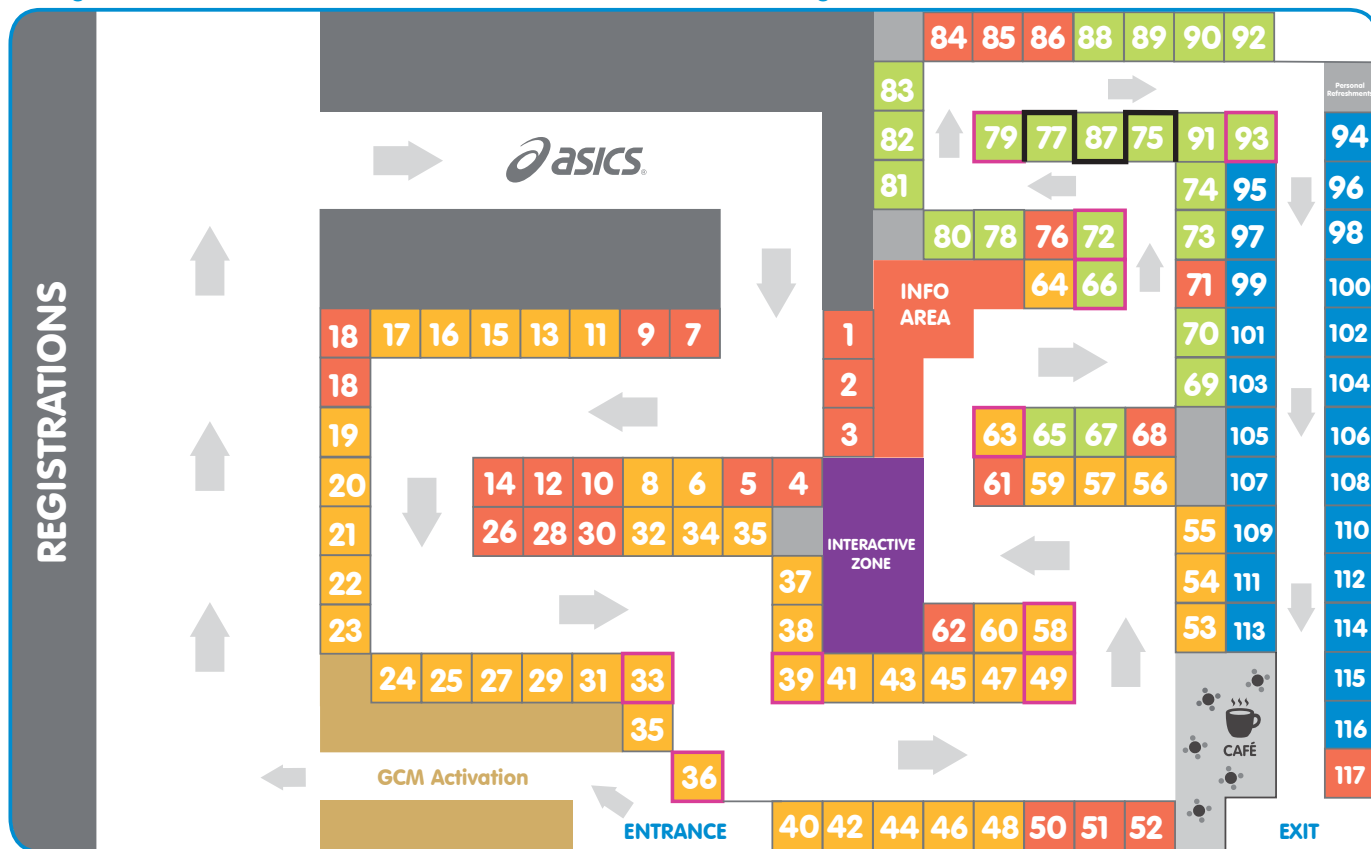 84 85 86 88 89 90 92
83
Personal
Refreshments
82 79 77 87 75 91 93 94
asics
81 74 95 96
80 78 76 72 73 97 98
REGISTRATIONS
INFO
AREA
64 66 71 99 100
18 17 16 15 13 11 9 7 1 70 101 102
18 2 69 103 104
19 3 63 65 67 68 105 106
20 14 12 10 8 6 5 4 61 59 57 56 107 108
21 26 28 30 32 34 35 55 109 110
INTERACTIVE
ZONE
22 37 54 111 112
23 38 62 60 58 53 113 114
24 25 27 29 31 33 39 41 43 45 47 49 115
35 116
CAFÉ
GCM Activation
36 117
ENTRANCE
40 42 44 46 48 50 51 52
EXIT